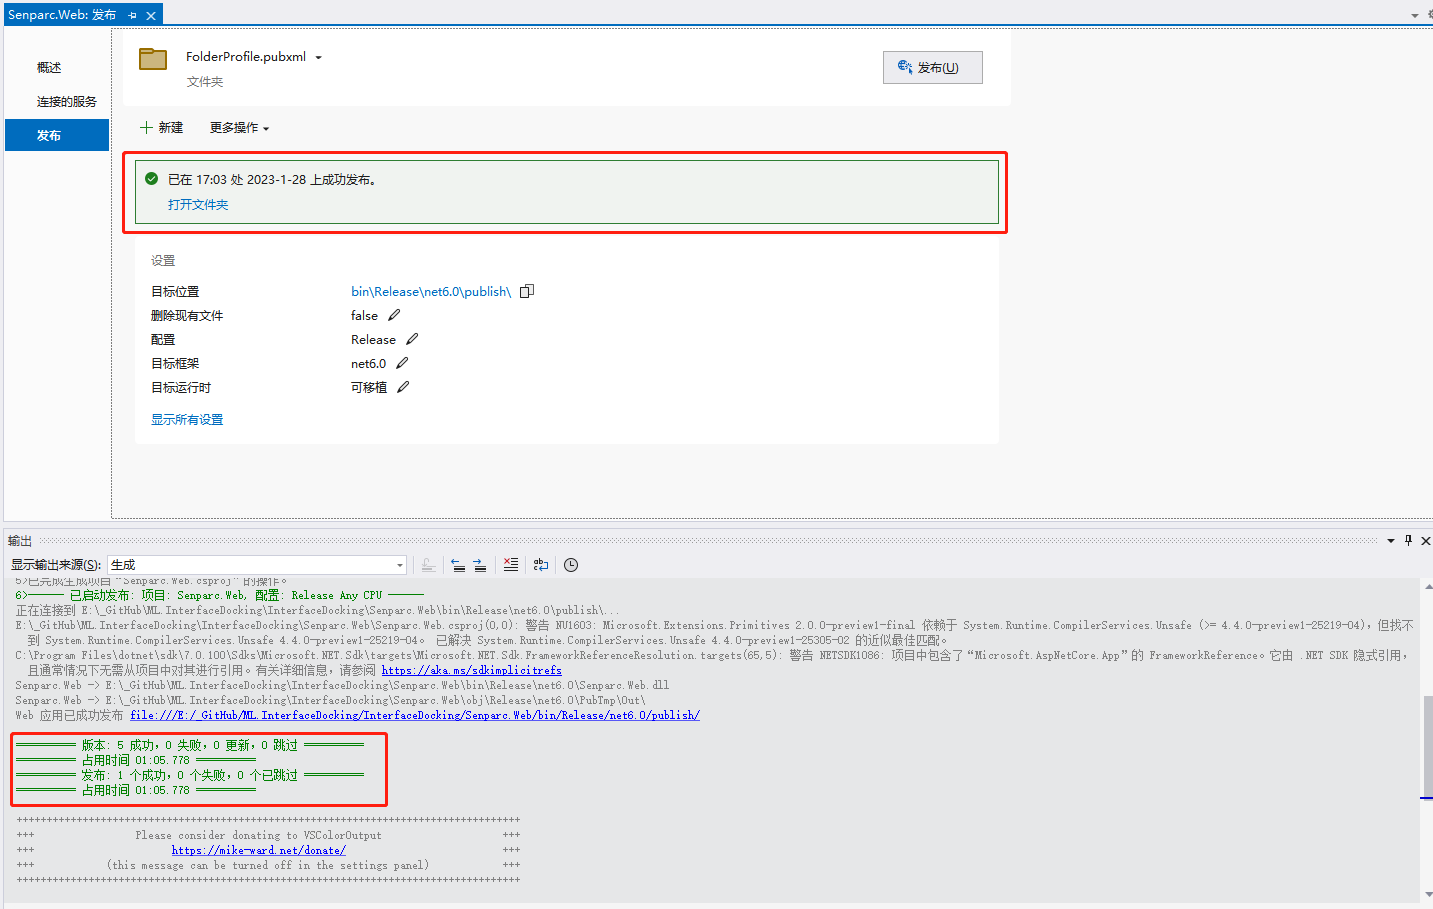 Senparc.Web: 发布
概述
连接的服务
发布
FolderProfile.pubxml
文件夹
发布(U)
新建 更多操作
已在 17:03 处 2023-1-28 上成功发布。
打开文件夹
设置
目标位置 bin\Release\net6.0\publish\
删除现有文件 false
配置 Release
目标框架 net6.0
目标运行时 可移植
显示所有设置
输出
显示输出来源(S): 生成
5>已完成生成项目“Senparc.Web.csproj”的操作。
6>------ 已启动发布: 项目: Senparc.Web, 配置: Release Any CPU ------
正在连接到 E:\_GitHub\ML.InterfaceDocking\InterfaceDocking\Senparc.Web\bin\Release\net6.0\publish\...
E:\_GitHub\ML.InterfaceDocking\InterfaceDocking\Senparc.Web\Senparc.Web.csproj(0,0): 警告 NU1603: Microsoft.Extensions.Primitives 2.0.0-preview1-final 依赖于 System.Runtime.CompilerServices.Unsafe (>= 4.4.0-preview1-25219-04)，但找不
到 System.Runtime.CompilerServices.Unsafe 4.4.0-preview1-25219-04。 已解决 System.Runtime.CompilerServices.Unsafe 4.4.0-preview1-25305-02 的近似最佳匹配。
C:\Program Files\dotnet\sdk\7.0.100\Sdks\Microsoft.NET.Sdk\targets\Microsoft.NET.Sdk.FrameworkReferenceResolution.targets(65,5): 警告 NETSDK1086: 项目中包含了“Microsoft.AspNetCore.App”的 FrameworkReference。它由 .NET SDK 隐式引用，
且通常情况下无需从项目中对其进行引用。有关详细信息，请参阅 https://aka.ms/sdkimplicitrefs
Senparc.Web -> E:\_GitHub\ML.InterfaceDocking\InterfaceDocking\Senparc.Web\bin\Release\net6.0\Senparc.Web.dll
Senparc.Web -> E:\_GitHub\ML.InterfaceDocking\InterfaceDocking\Senparc.Web\obj\Release\net6.0\PubTmp\Out\
Web 应用已成功发布 file:///E:/_GitHub/ML.InterfaceDocking/InterfaceDocking/Senparc.Web/bin/Release/net6.0/publish/
========== 版本: 5 成功，0 失败，0 更新，0 跳过 ==========
========== 占用时间 01:05.778 ==========
========== 发布: 1 个成功，0 个失败，0 个已跳过 ==========
========== 占用时间 01:05.778 ==========
++++++++++++++++++++++++++++++++++++++++++++++++++++++++++++++++++++++++++++++++++++
+++ Please consider donating to VSColorOutput +++
+++ https://mike-ward.net/donate/ +++
+++ (this message can be turned off in the settings panel) +++
++++++++++++++++++++++++++++++++++++++++++++++++++++++++++++++++++++++++++++++++++++